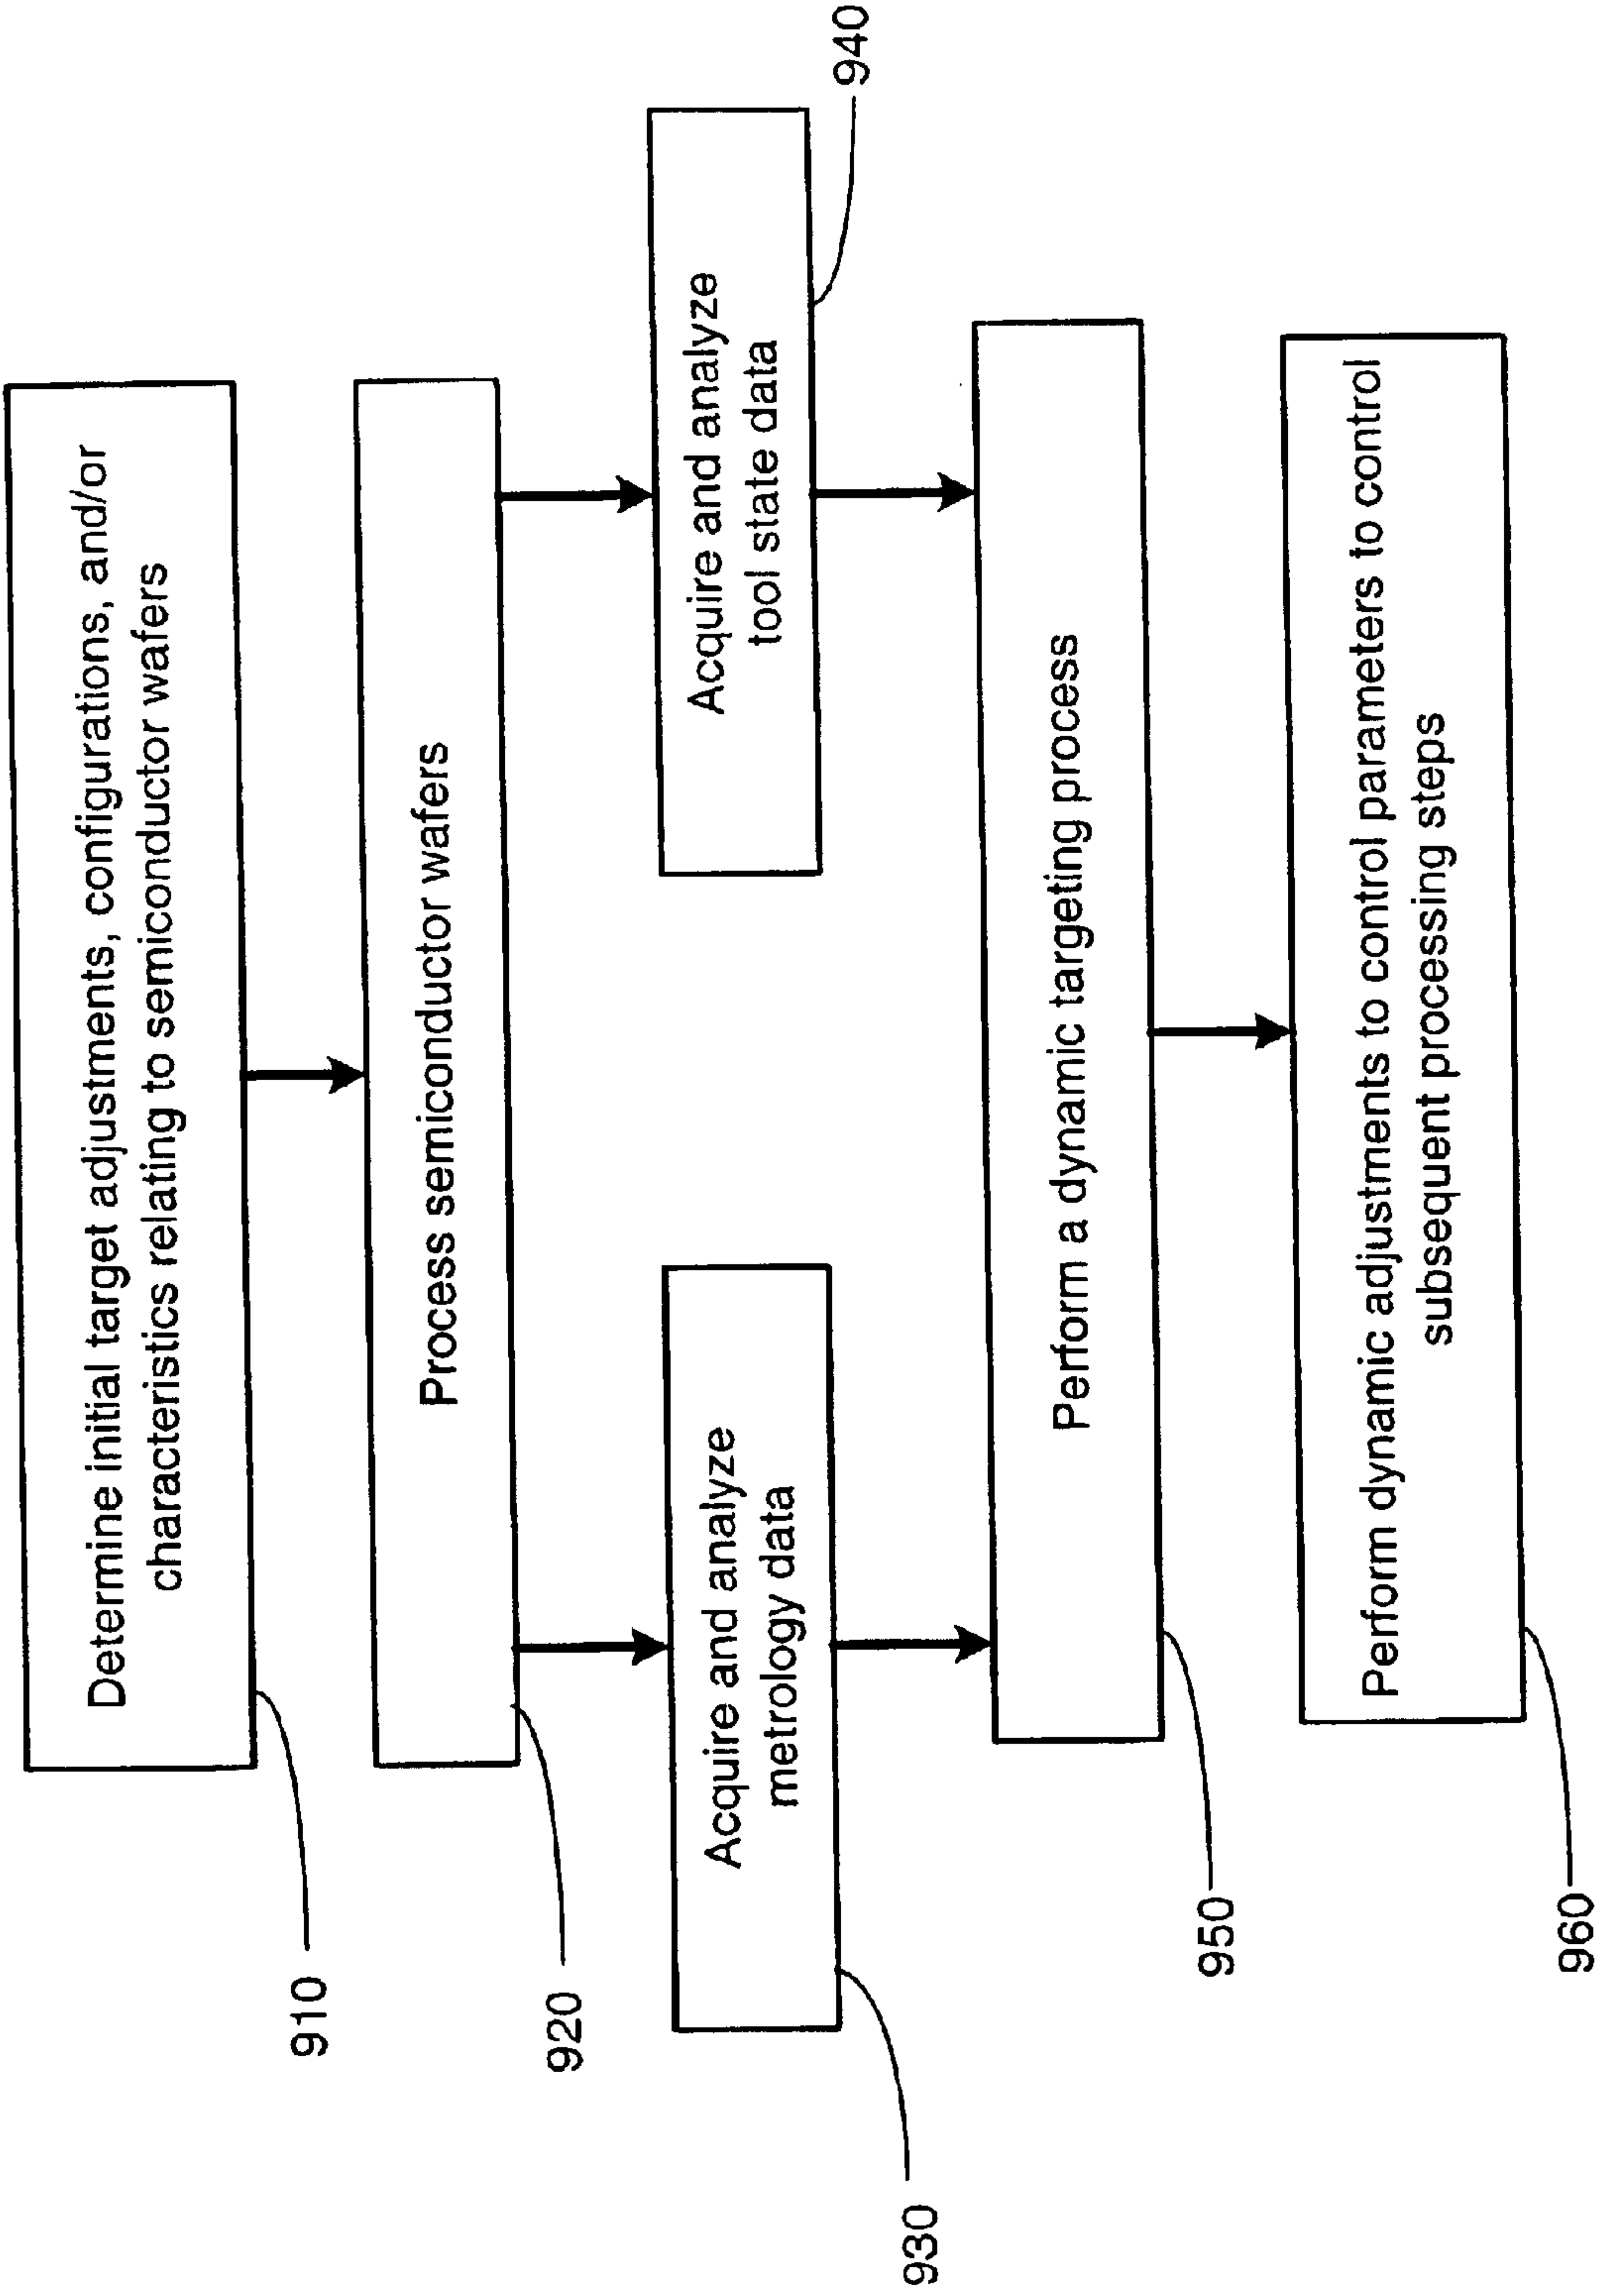 Determine initial target adjustments, configurations, and/or
characteristics relating to semiconductor wafers
910
Process semiconductor wafers
920
Acquire and analyze
metrology data
930
Acquire and analyze
tool state data
940
Perform a dynamic targeting process
950
Perform dynamic adjustments to control parameters to control
subsequent processing steps
960